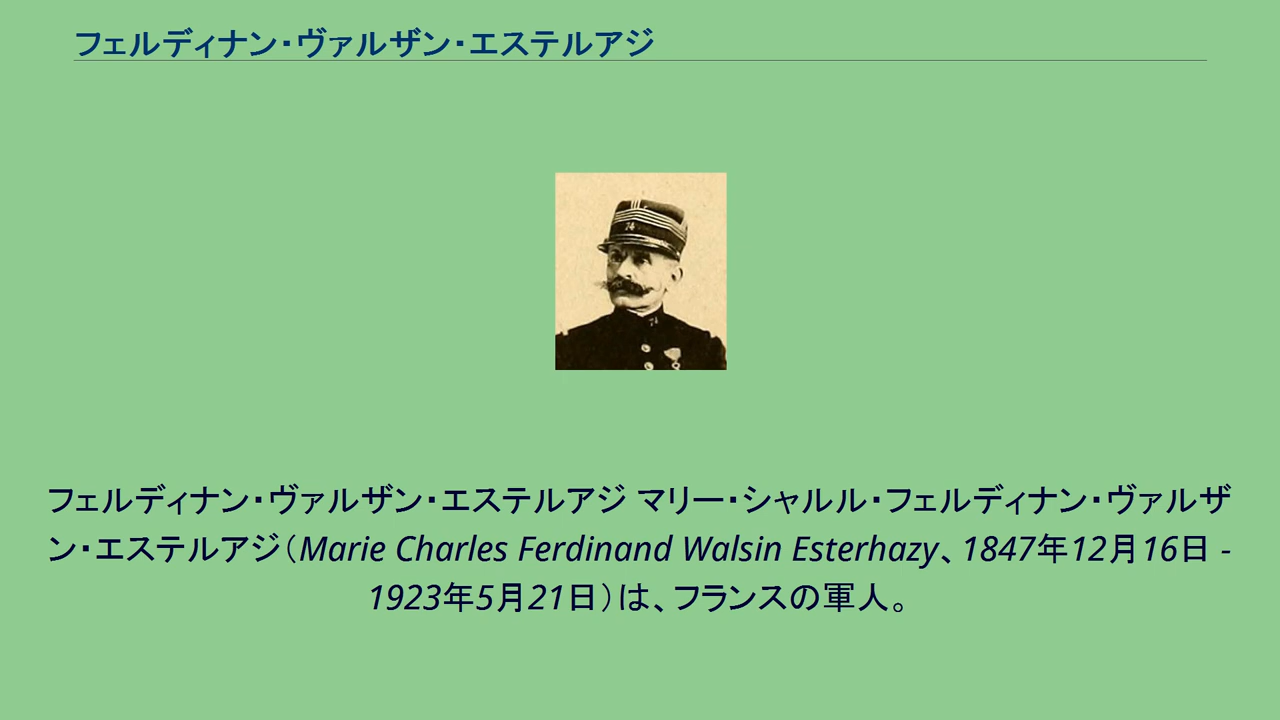 フェルディナン・ヴァルザン・エステルアジ
フェルディナン・ヴァルザン・エステルアジ マリー・シャルル・フェルディナン・ヴァルザ
ン・エステルアジ（Marie Charles Ferdinand Walsin Esterhazy、1847年12月16日 -
1923年5月21日）は、フランスの軍人。